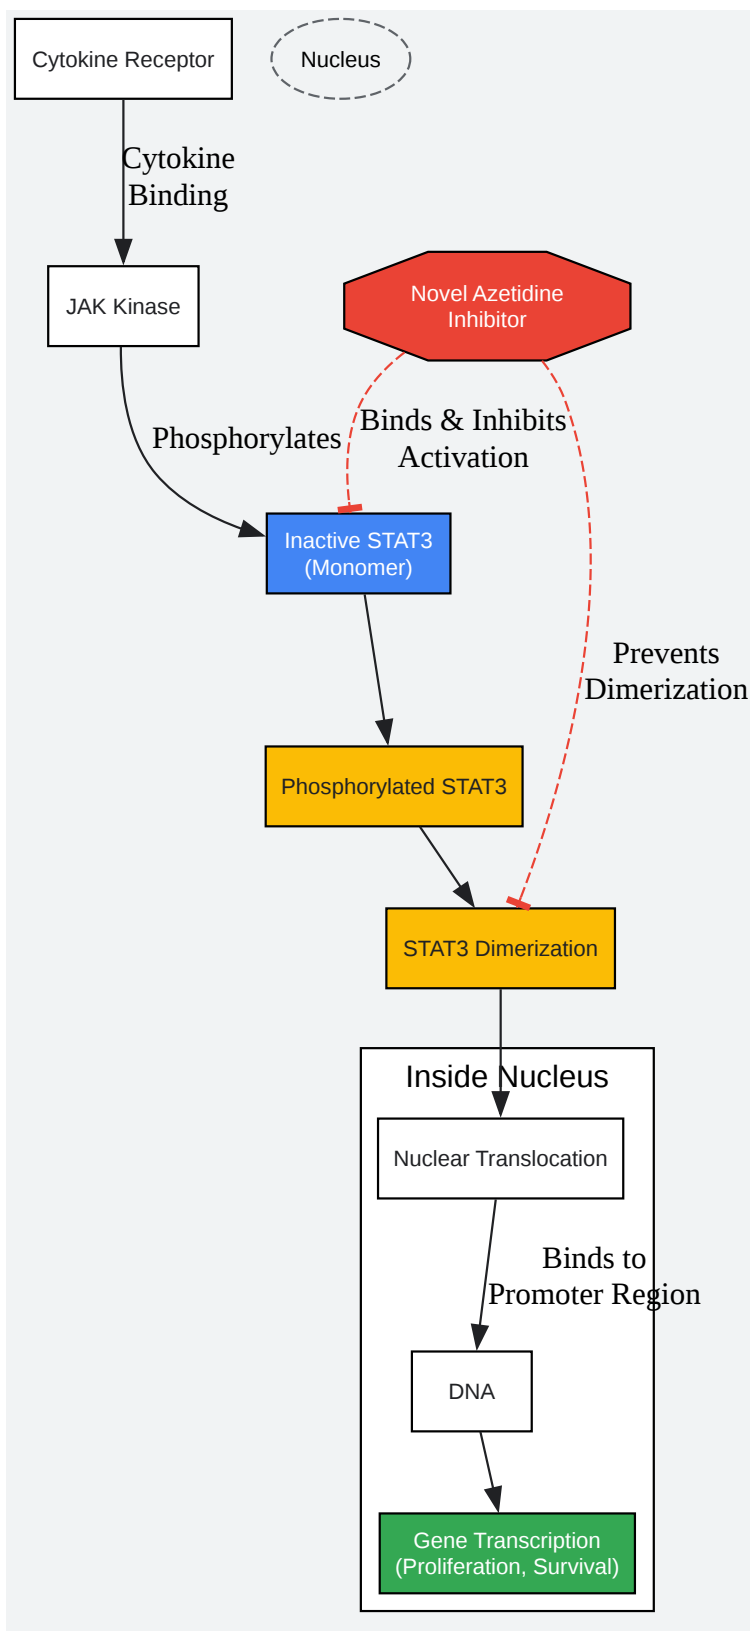 Cytokine Receptor
Nucleus
Cytokine
Binding
JAK Kinase
Novel Azetidine
Inhibitor
Phosphorylates
Binds & Inhibits
Activation
Inactive STAT3
(Monomer)
Prevents
Dimerization
Phosphorylated STAT3
STAT3 Dimerization
Inside Nucleus
Nuclear Translocation
Binds to
Promoter Region
DNA
Gene Transcription
(Proliferation, Survival)